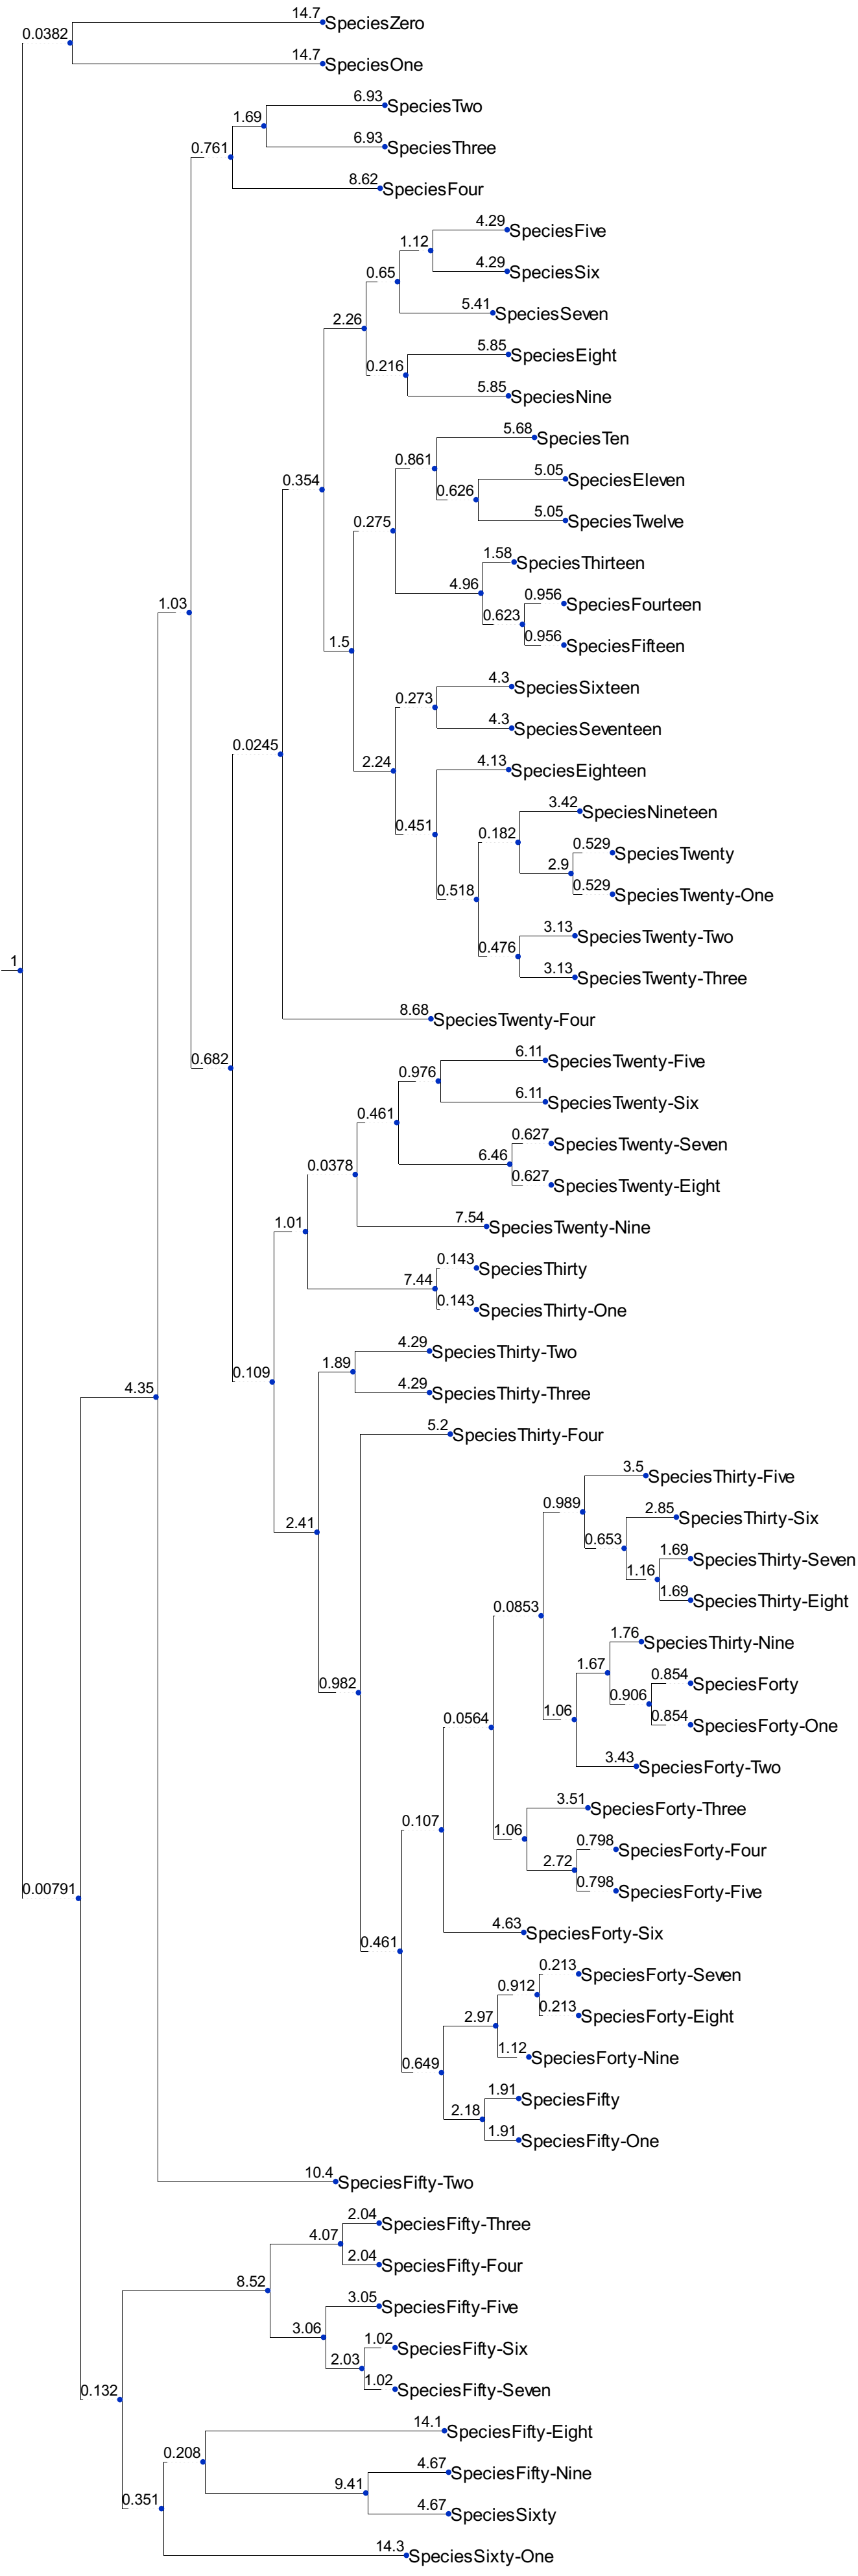 14.7
SpeciesZero
0.0382
14.7
SpeciesOne
6.93
SpeciesTwo
1.69
6.93
SpeciesThree
0.761
8.62
SpeciesFour
4.29
SpeciesFive
1.12
4.29
SpeciesSix
0.65
5.41
SpeciesSeven
2.26
5.85
SpeciesEight
0.216
5.85
SpeciesNine
5.68
SpeciesTen
0.861
5.05
SpeciesEleven
0.354
0.626
5.05
SpeciesTwelve
0.275
1.58
SpeciesThirteen
4.96
0.956
SpeciesFourteen
1.03
0.623
0.956
SpeciesFifteen
1.5
4.3
SpeciesSixteen
0.273
4.3
SpeciesSeventeen
0.0245
2.24
4.13
SpeciesEighteen
3.42
SpeciesNineteen
0.451
0.182
0.529
SpeciesTwenty
2.9
0.529
SpeciesTwenty-One
0.518
3.13
SpeciesTwenty-Two
0.476
1
3.13
SpeciesTwenty-Three
8.68
SpeciesTwenty-Four
0.682
6.11
SpeciesTwenty-Five
0.976
6.11
SpeciesTwenty-Six
0.461
0.627
SpeciesTwenty-Seven
6.46
0.0378
0.627
SpeciesTwenty-Eight
1.01
7.54
SpeciesTwenty-Nine
0.143
SpeciesThirty
7.44
0.143
SpeciesThirty-One
4.29
SpeciesThirty-Two
1.89
0.109
4.29
SpeciesThirty-Three
4.35
5.2
SpeciesThirty-Four
3.5
SpeciesThirty-Five
0.989
2.41
2.85
SpeciesThirty-Six
0.653
1.69
SpeciesThirty-Seven
1.16
1.69
SpeciesThirty-Eight
0.0853
1.76
SpeciesThirty-Nine
1.67
0.854
SpeciesForty
0.982
0.906
0.854
SpeciesForty-One
0.0564
1.06
3.43
SpeciesForty-Two
3.51
SpeciesForty-Three
0.107
1.06
0.798
SpeciesForty-Four
2.72
0.798
SpeciesForty-Five
0.00791
4.63
SpeciesForty-Six
0.461
0.213
SpeciesForty-Seven
0.912
0.213
SpeciesForty-Eight
2.97
1.12
SpeciesForty-Nine
0.649
1.91
SpeciesFifty
2.18
1.91
SpeciesFifty-One
10.4
SpeciesFifty-Two
2.04
SpeciesFifty-Three
4.07
2.04
SpeciesFifty-Four
8.52
3.05
SpeciesFifty-Five
3.06
1.02
SpeciesFifty-Six
2.03
1.02
SpeciesFifty-Seven
0.132
14.1
SpeciesFifty-Eight
0.208
4.67
SpeciesFifty-Nine
9.41
0.351
4.67
SpeciesSixty
14.3
SpeciesSixty-One